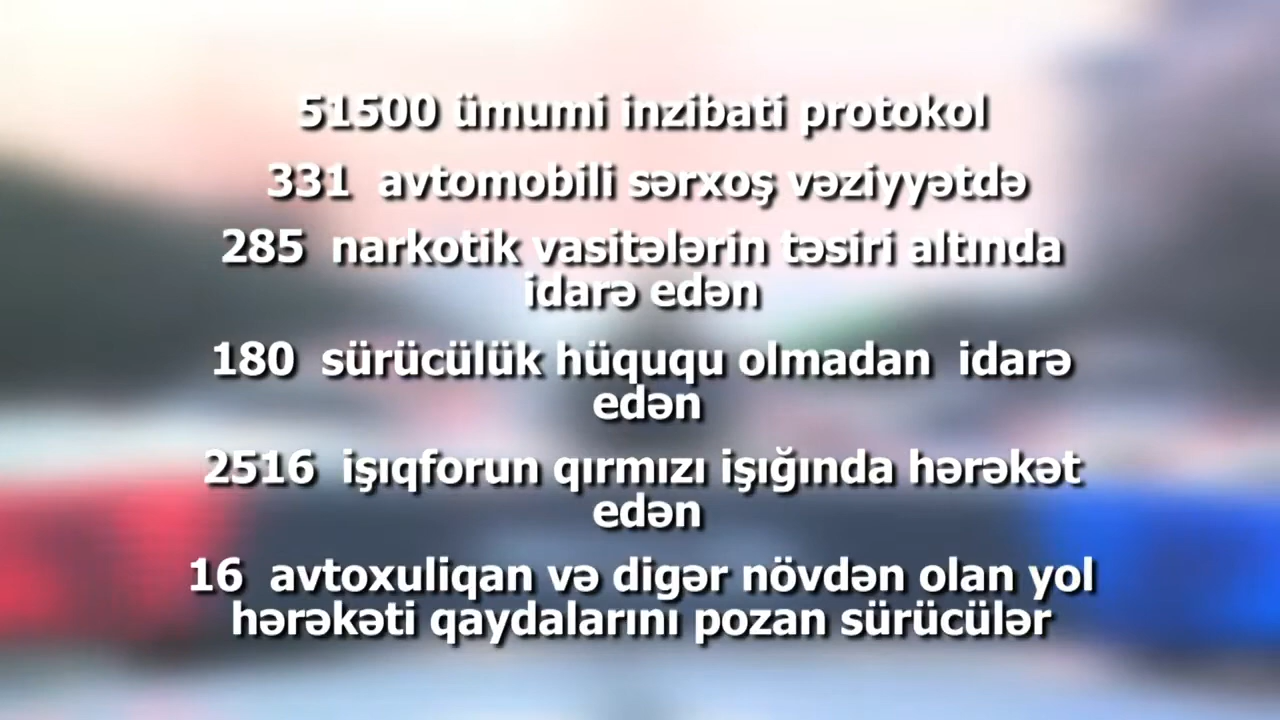 51500 ümumi inzibati protokol
331 avtomobili sərxoş vəziyyətdə
285 narkotik vasitələrin təsiri altında
idarə edən
180 sürücülük hüququ olmadan idarə
edən
2516 işıqforun qırmızı işığında hərəkət
edən
16 avtoxuliqan və digər növdən olan yol
hərəkəti qaydalarını pozan sürücülər